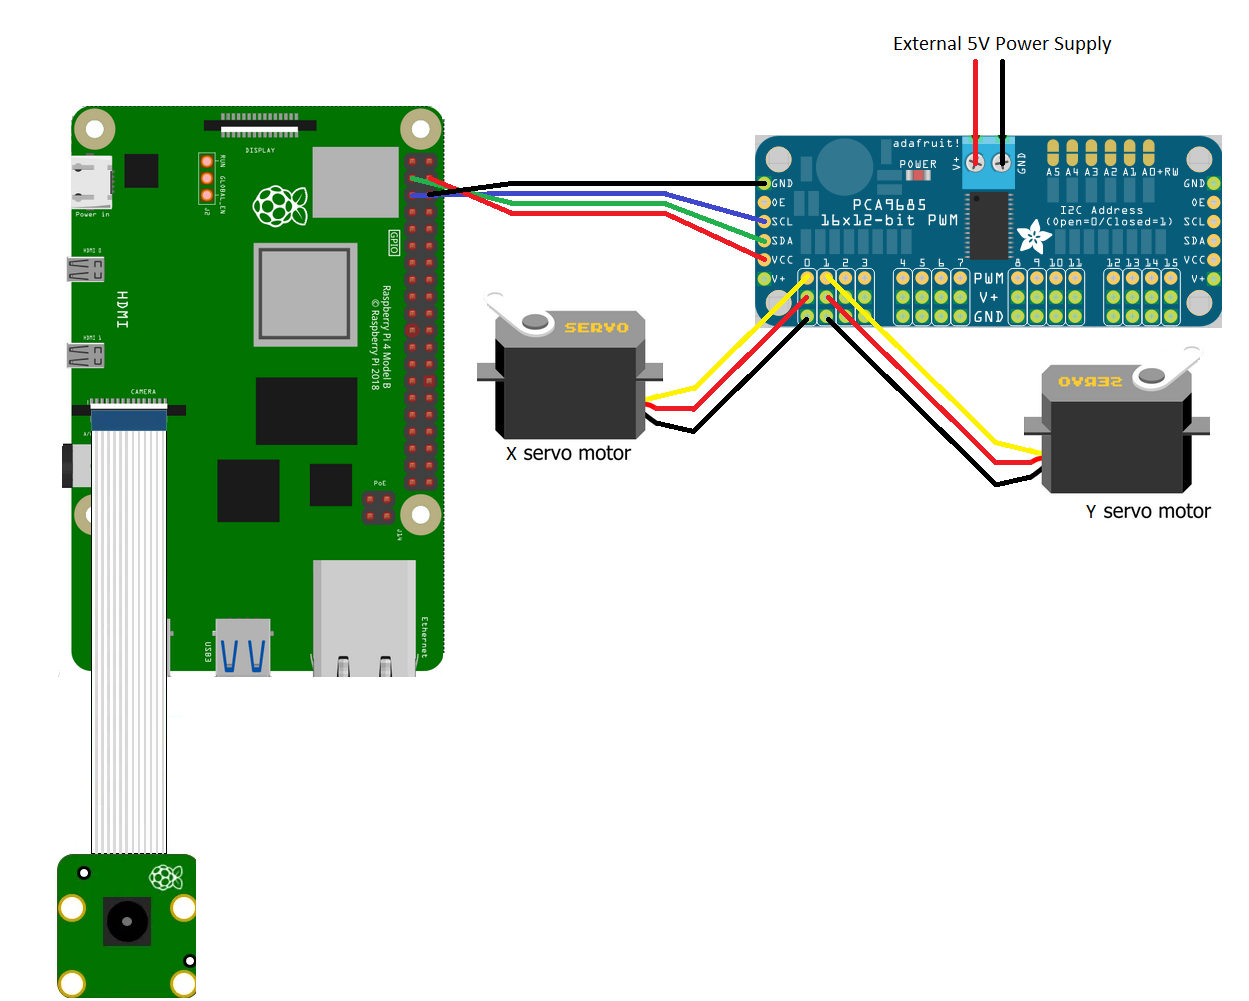 External 5V Power Supply
DISPLAY
RUN
GLOBAL_EN
J2
Power in
GPIO
HDMI 0
HDMI
HDMI 1
Raspberry Pi 4 Model B
© Raspberry Pi 2018
CAMERA
PoE
J14
USB3
Ethernet
SERVO
X servo motor
adafruit!
V+
GND
POWER
A5 A4 A3 A2 A1 A0+RW
PCA9685
16x12-bit PWM
I2C Address
(Open=0/Closed=1)
GND
OE
SCL
SDA
VCC
V+
GND
OE
SCL
SDA
VCC
V+
0 1 2 3 4 5 6 7 8 9 10 11 12 13 14 15
PWM
V+
GND
SERVO
Y servo motor